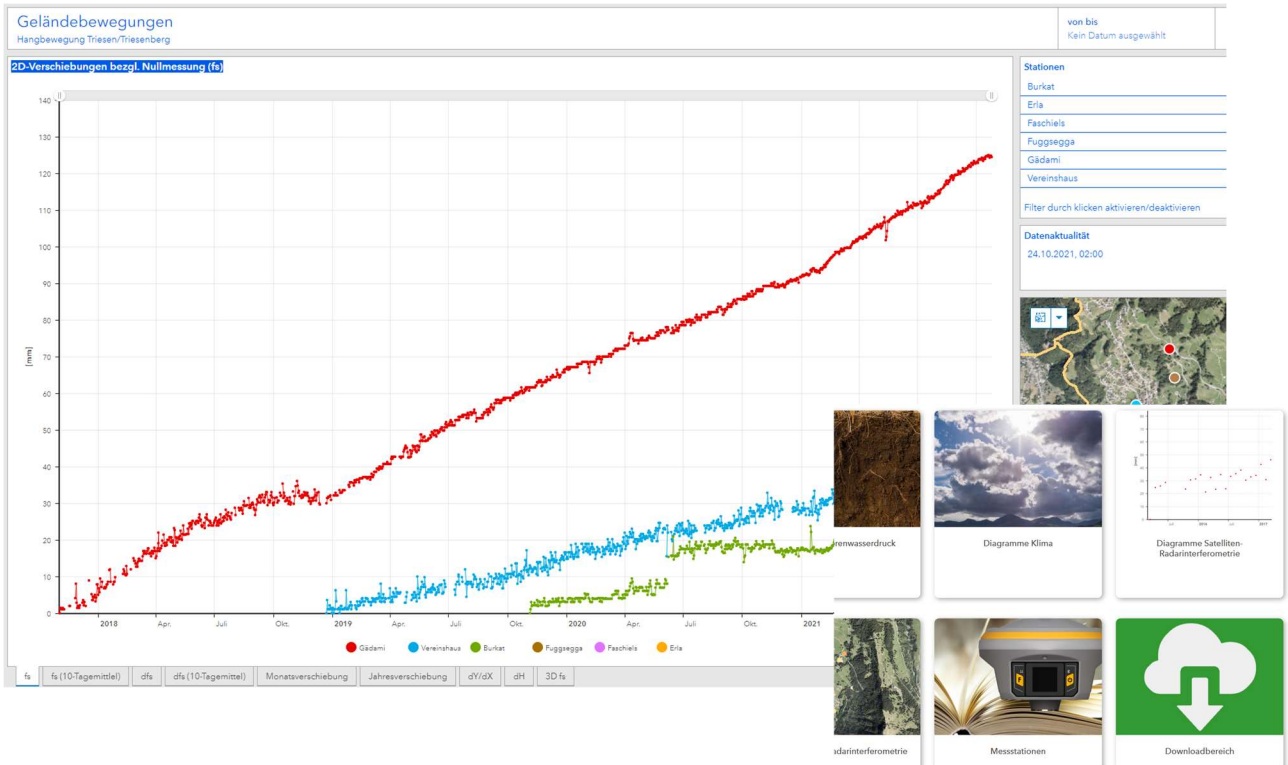 Geländebewegungen
Hangbewegung Triesen/Triesenberg
von bis
Kein Datum ausgewählt
2D-Verschiebungen bezgl. Nullmessung (fs)
140
130
120
110
100
90
80
70
60
50
40
30
20
10
0
[mm]
2018
Apr.
Juli
Okt.
2019
Apr.
Juli
Okt.
2020
Apr.
Juli
Okt.
2021
Gädami
Vereinshaus
Burkat
Fuggsegga
Faschiels
Erla
fs
fs (10-Tagemittlel)
dfs
dfs (10-Tagemittel)
Monatsverschiebung
Jahresverschiebung
dY/dX
dH
3D fs
Stationen
Burkat
Erla
Faschiels
Fuggsegga
Gädami
Vereinshaus
Filter durch klicken aktivieren/deaktivieren
Datenaktualität
24.10.2021, 02:00
renwasserdruck
Diagramme Klima
Diagramme Satelliten-
Radarinterferometrie
adarinterferometrie
Messstationen
Downloadbereich